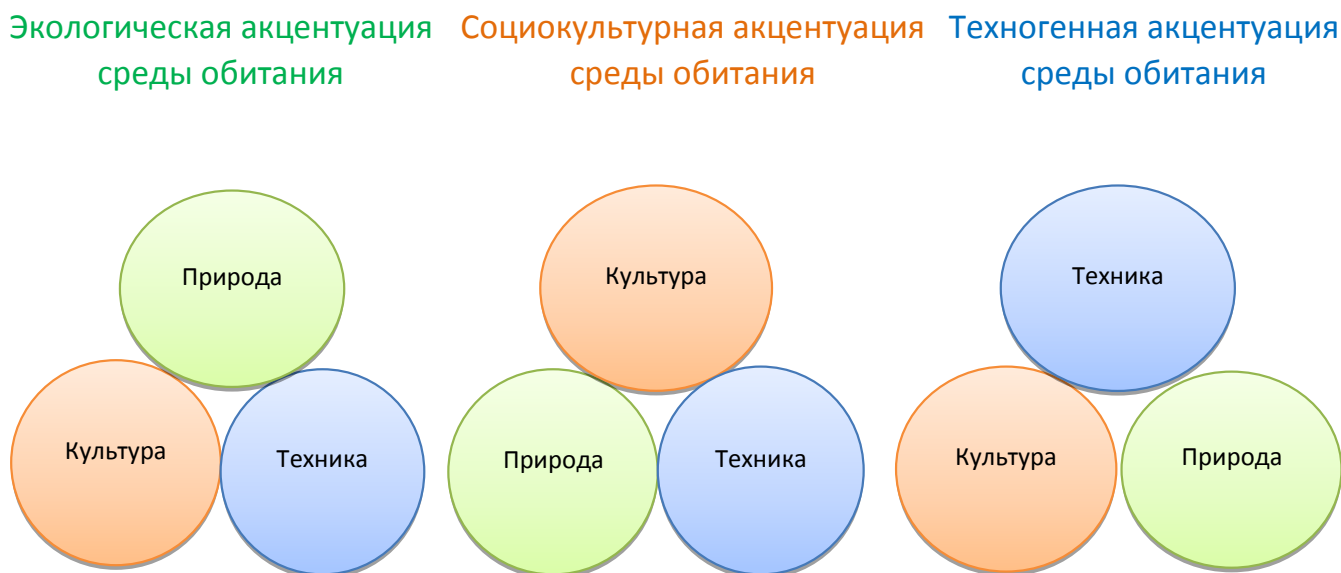 Экологическая акцентуация
среды обитания
Социокультурная акцентуация
среды обитания
Техногенная акцентуация
среды обитания
Природа
Культура
Техника
Культура
Природа
Техника
Техника
Культура
Природа